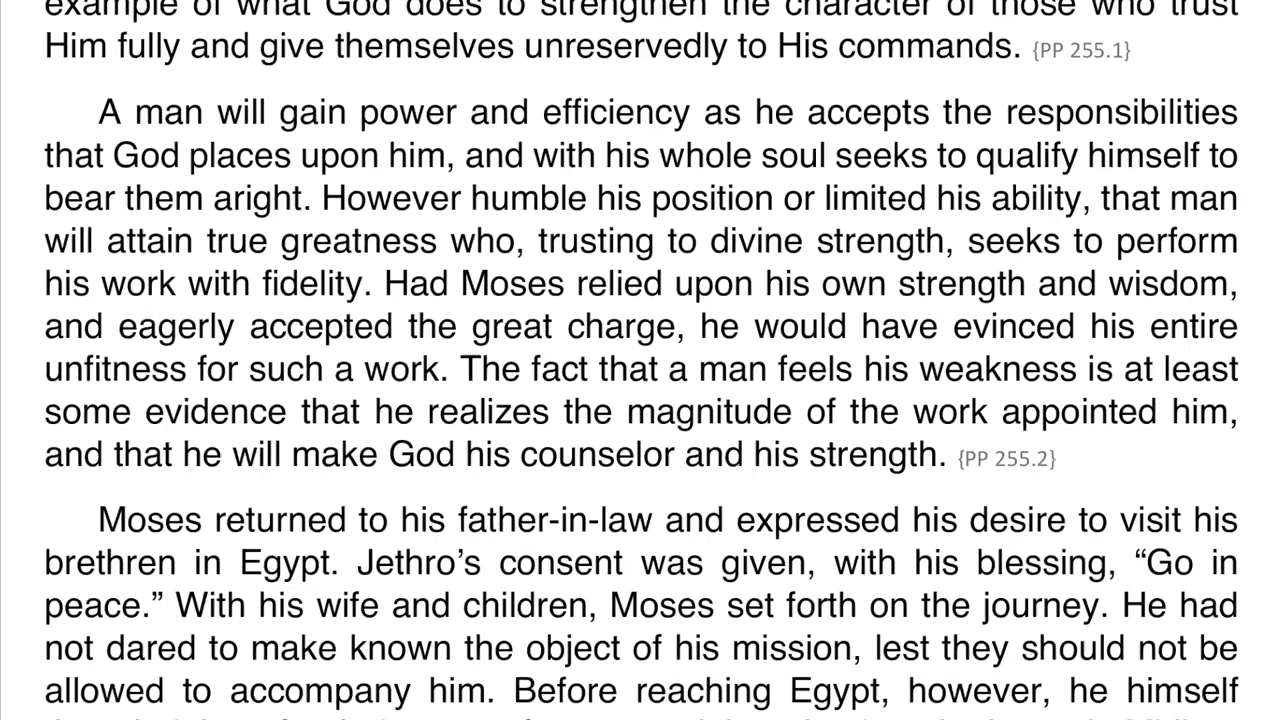 example of what God does to strengthen the character of those who trust
Him fully and give themselves unreservedly to His commands. {PP 255.1}
A man will gain power and efficiency as he accepts the responsibilities
that God places upon him, and with his whole soul seeks to qualify himself to
bear them aright. However humble his position or limited his ability, that man
will attain true greatness who, trusting to divine strength, seeks to perform
his work with fidelity. Had Moses relied upon his own strength and wisdom,
and eagerly accepted the great charge, he would have evinced his entire
unfitness for such a work. The fact that a man feels his weakness is at least
some evidence that he realizes the magnitude of the work appointed him,
and that he will make God his counselor and his strength. {PP 255.2}
Moses returned to his father-in-law and expressed his desire to visit his
brethren in Egypt. Jethro’s consent was given, with his blessing, “Go in
peace.” With his wife and children, Moses set forth on the journey. He had
not dared to make known the object of his mission, lest they should not be
allowed to accompany him. Before reaching Egypt, however, he himself